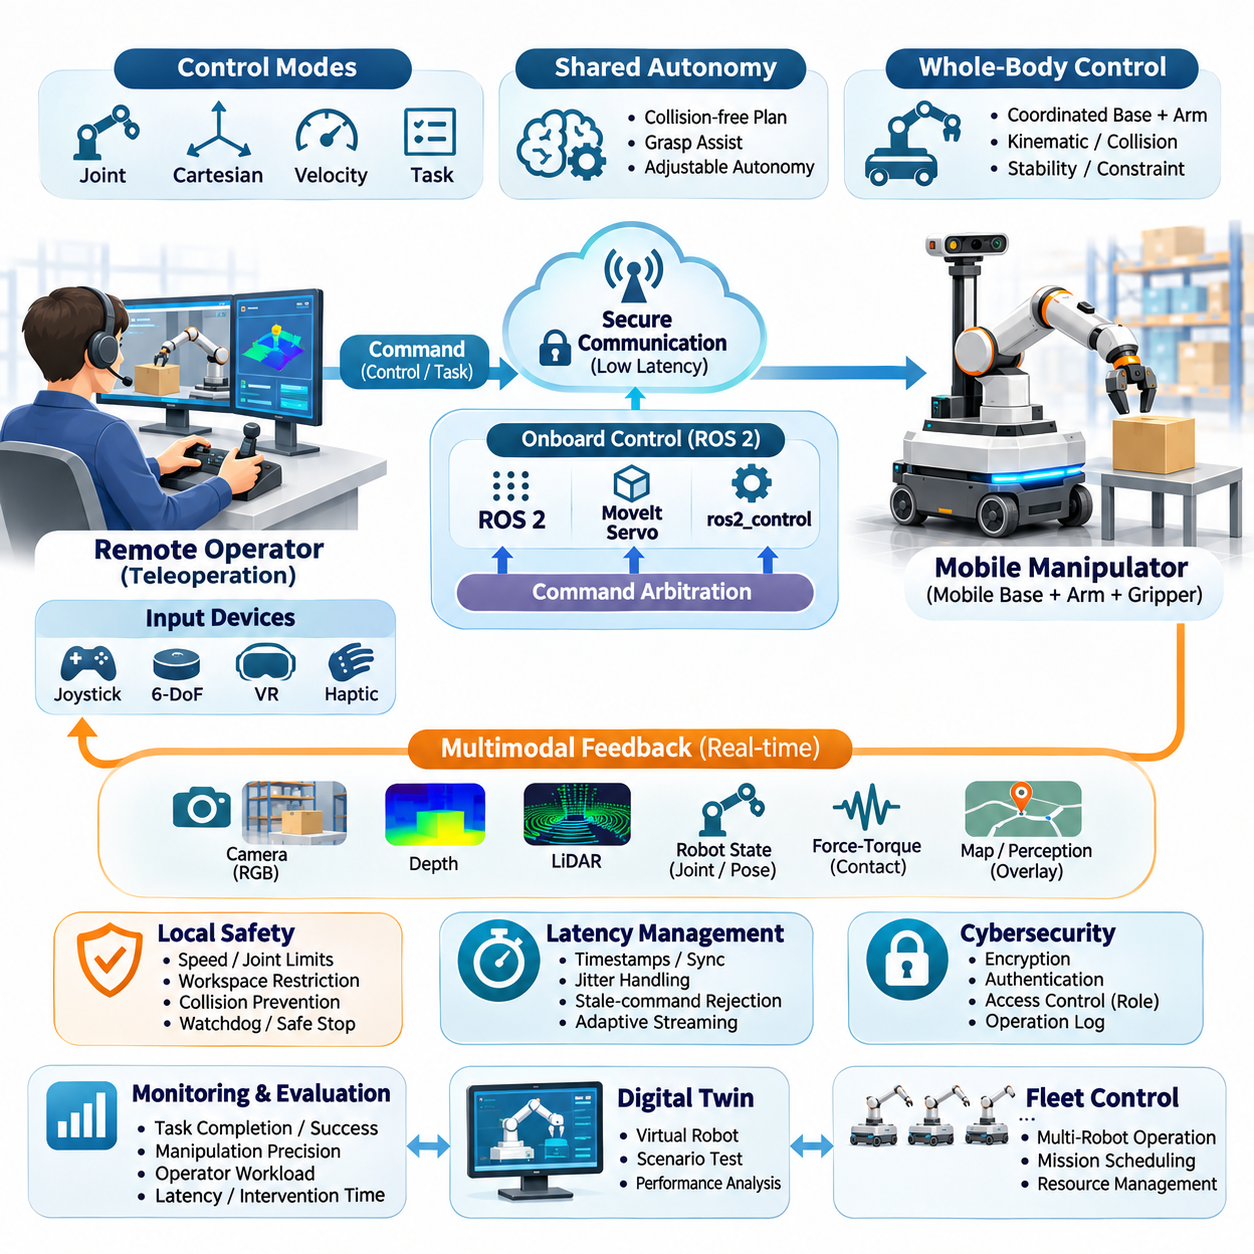 Control Modes
Joint
Cartesian
Velocity
Task
Shared Autonomy
• Collision-free Plan
• Grasp Assist
• Adjustable Autonomy
Whole-Body Control
• Coordinated Base + Arm
• Kinematic / Collision
• Stability / Constraint
Command
(Control / Task)
Secure
Communication
(Low Latency)
Onboard Control (ROS 2)
ROS 2
MoveIt
Servo
ros2_control
Command Arbitration
Remote Operator
(Teleoperation)
Mobile Manipulator
(Mobile Base + Arm + Gripper)
Input Devices
Joystick
6-DoF
VR
Haptic
Multimodal Feedback (Real-time)
Camera
(RGB)
Depth
LiDAR
Robot State
(Joint / Pose)
Force-Torque
(Contact)
Map / Perception
(Overlay)
Local Safety
• Speed / Joint Limits
• Workspace Restriction
• Collision Prevention
• Watchdog / Safe Stop
Latency Management
• Timestamps / Sync
• Jitter Handling
• Stale-command Rejection
• Adaptive Streaming
Cybersecurity
• Encryption
• Authentication
• Access Control (Role)
• Operation Log
Monitoring & Evaluation
• Task Completion / Success
• Manipulation Precision
• Operator Workload
• Latency / Intervention Time
Digital Twin
• Virtual Robot
• Scenario Test
• Performance Analysis
Fleet Control
...
• Multi-Robot Operation
• Mission Scheduling
• Resource Management